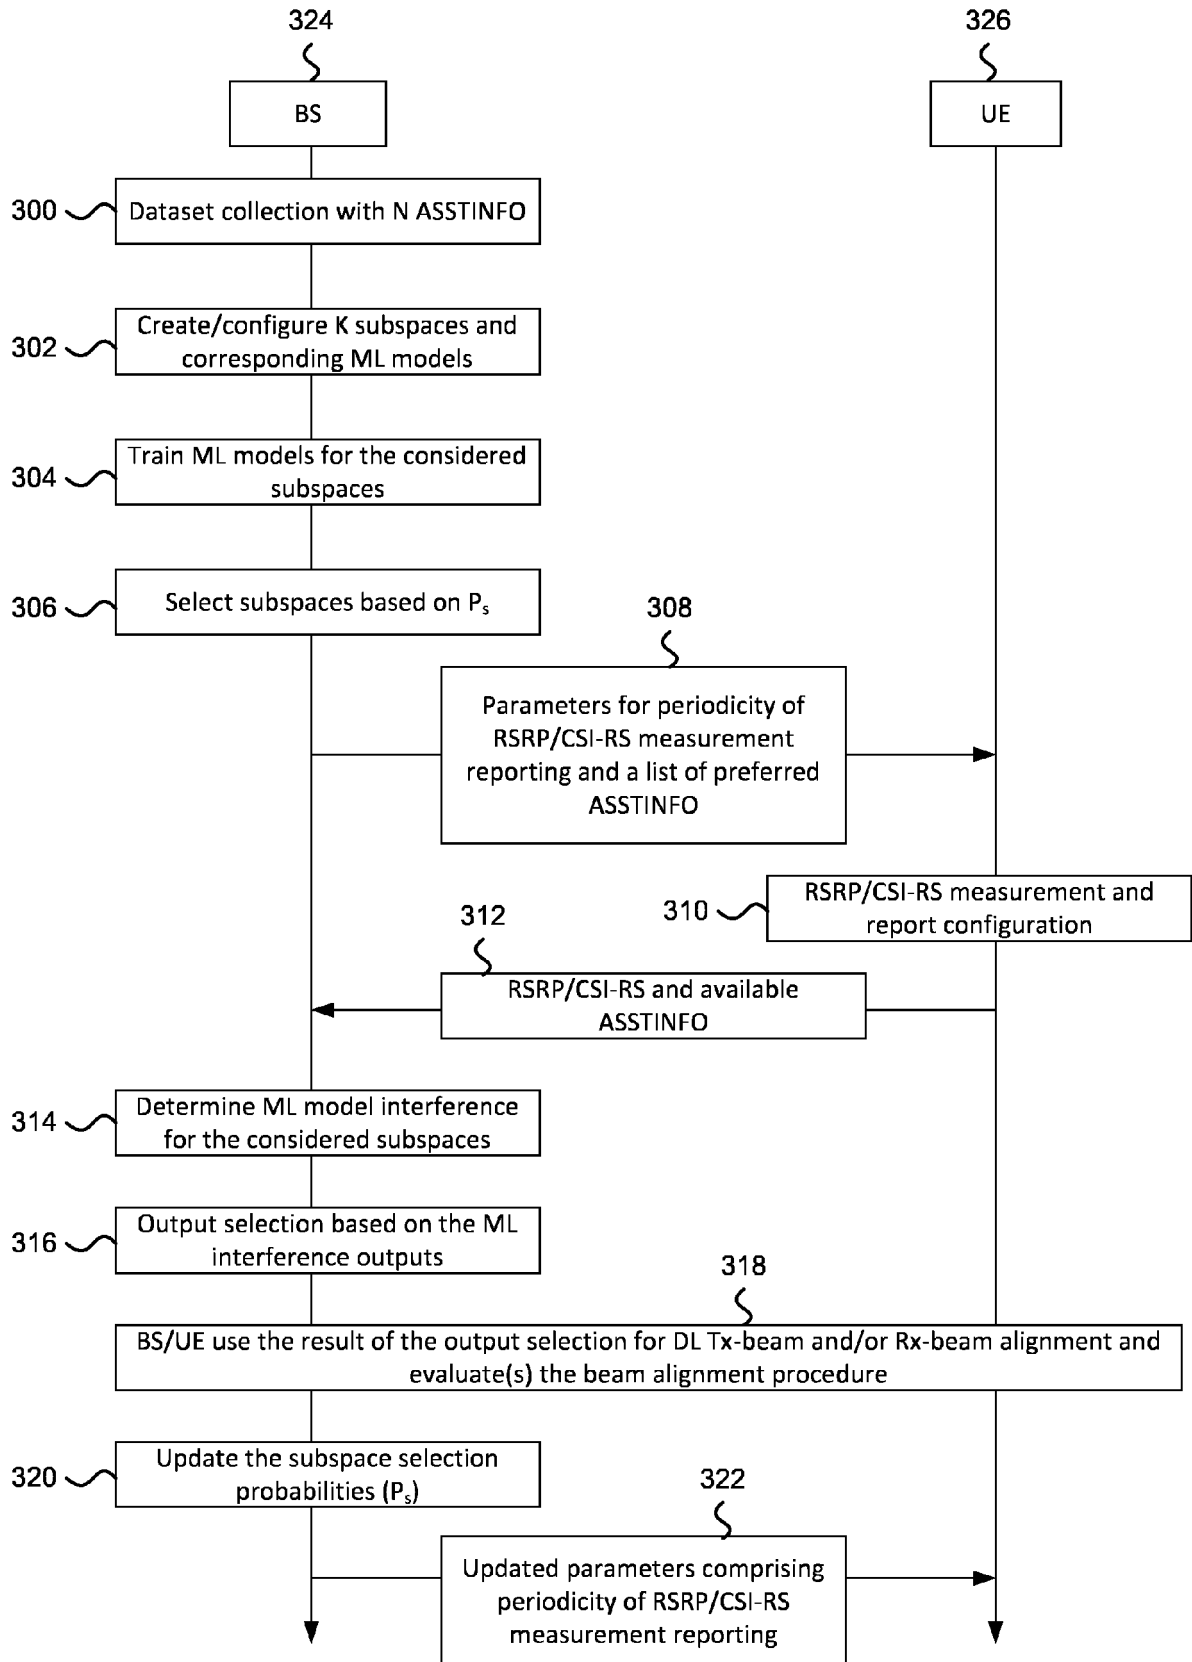 324
326
BS
UE
300
Dataset collection with N ASSTINFO
302
Create/configure K subspaces and
corresponding ML models
304
Train ML models for the considered
subspaces
306
Select subspaces based on Ps
308
Parameters for periodicity of
RSRP/CSI-RS measurement
reporting and a list of preferred
ASSTINFO
310
RSRP/CSI-RS measurement and
report configuration
312
RSRP/CSI-RS and available
ASSTINFO
314
Determine ML model interference
for the considered subspaces
316
Output selection based on the ML
interference outputs
318
BS/UE use the result of the output selection for DL Tx-beam and/or Rx-beam alignment and
evaluate(s) the beam alignment procedure
320
Update the subspace selection
probabilities (Ps)
322
Updated parameters comprising
periodicity of RSRP/CSI-RS
measurement reporting